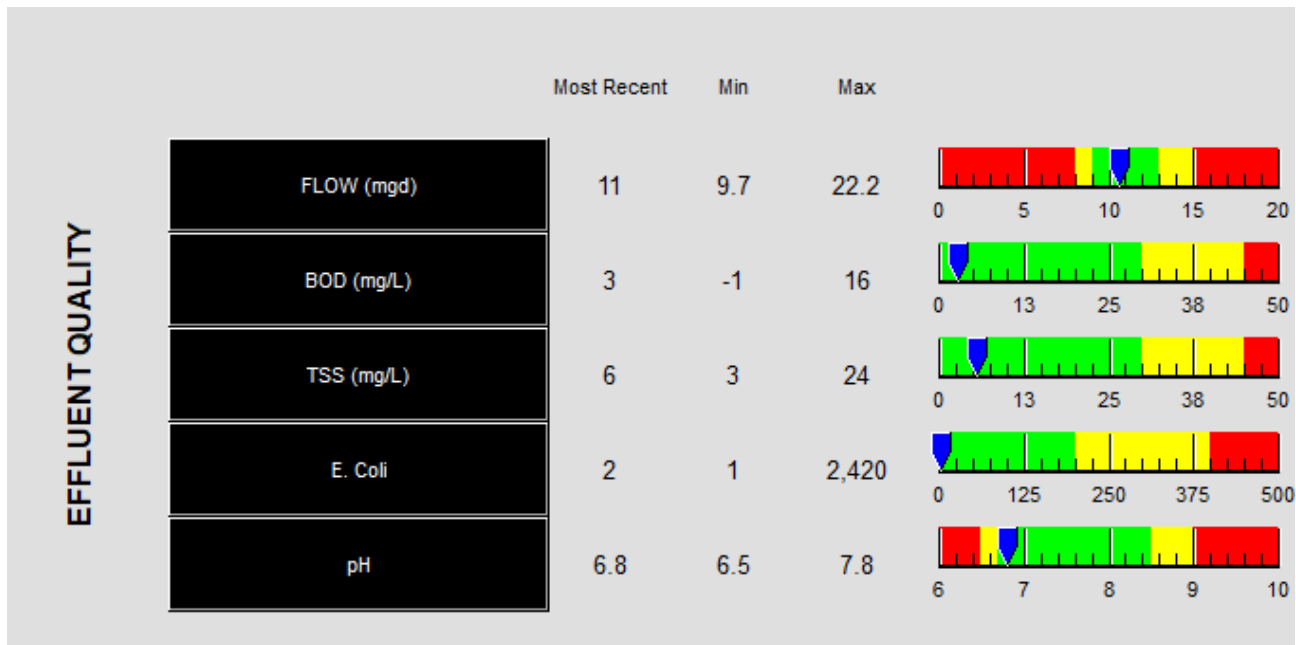 Most Recent Min Max
EFFLUENT QUALITY
FLOW (mgd) 11 9.7 22.2
0 5 10 15 20
BOD (mg/L) 3 -1 16
0 13 25 38 50
TSS (mg/L) 6 3 24
0 13 25 38 50
E. Coli 2 1 2,420
0 125 250 375 500
pH 6.8 6.5 7.8
6 7 8 9 10